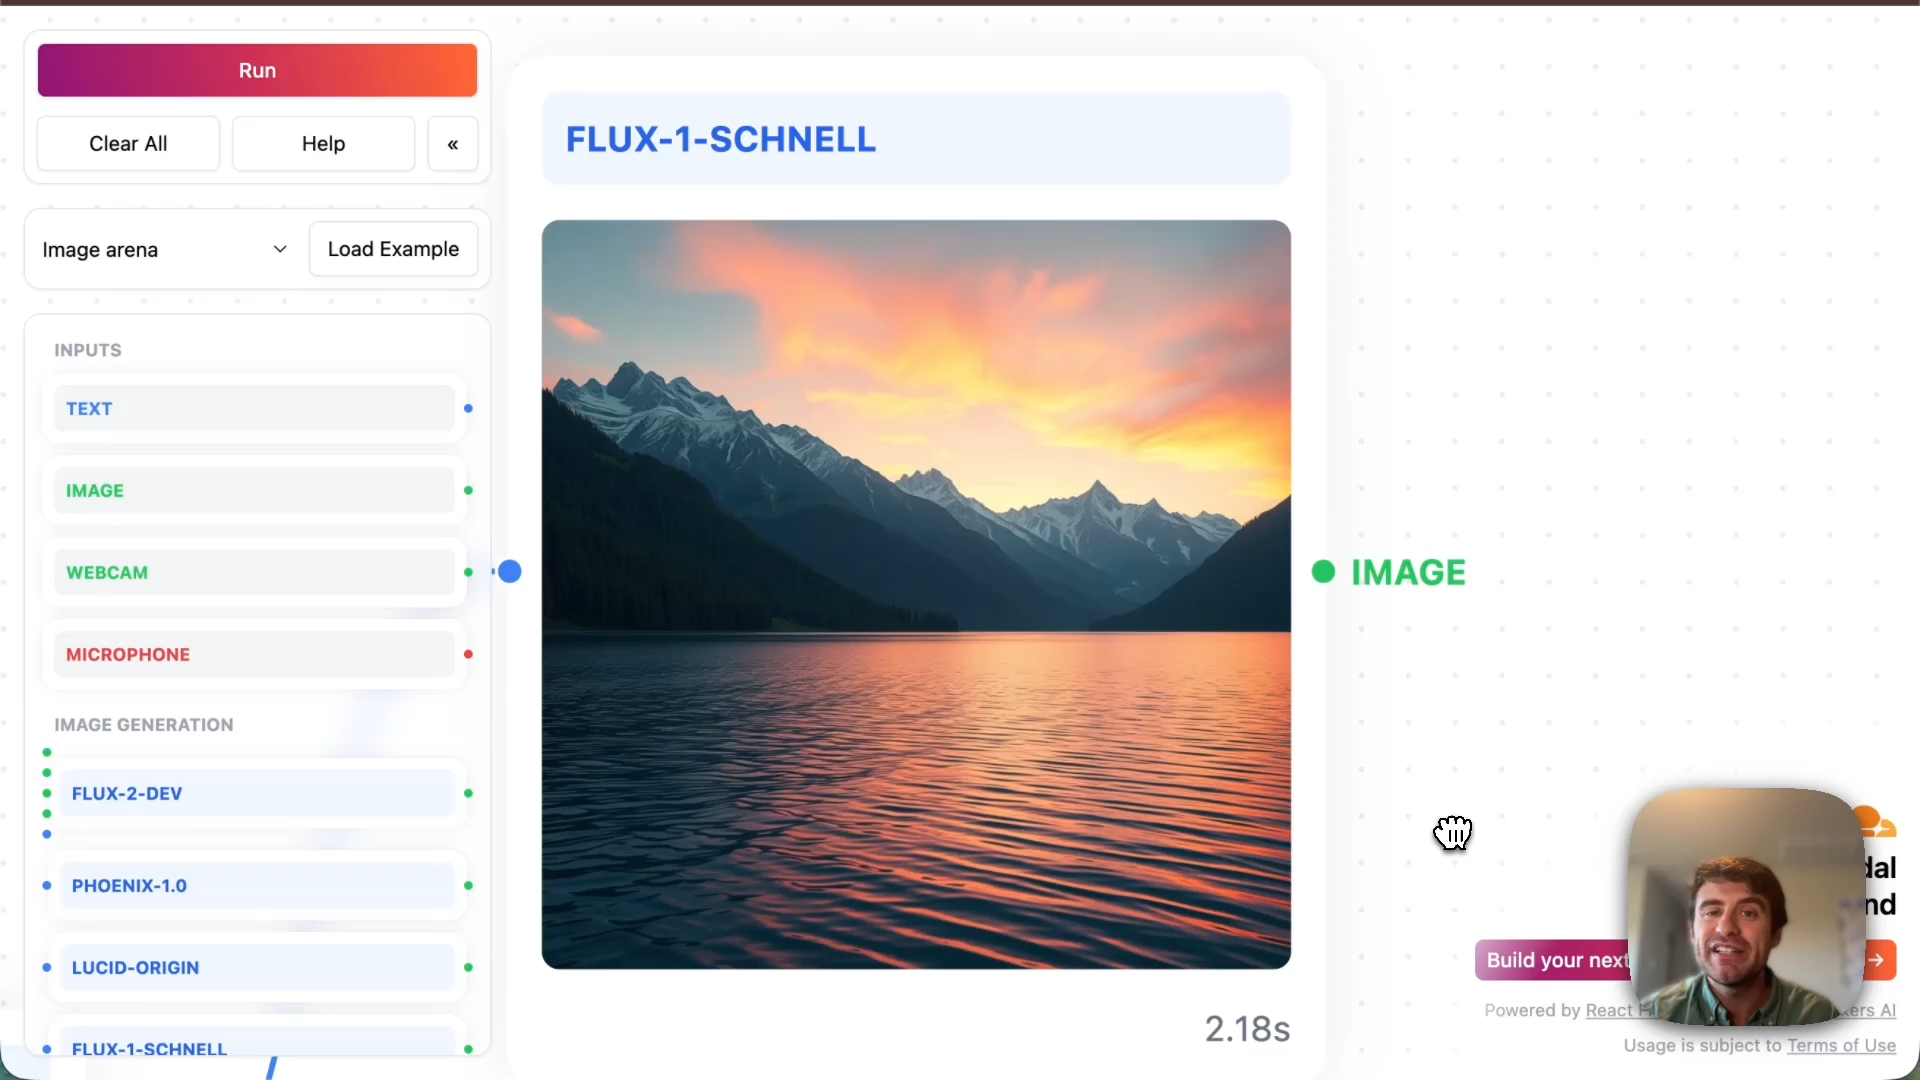 Run
Clear All
Help
«
Image arena
Load Example
INPUTS
TEXT
IMAGE
WEBCAM
MICROPHONE
IMAGE GENERATION
FLUX-2-DEV
PHOENIX-1.0
LUCID-ORIGIN
FLUX-1-SCHNELL
FLUX-1-SCHNELL
IMAGE
2.18s
Build your next
Powered by React
AI
Usage is subject to Terms of Use